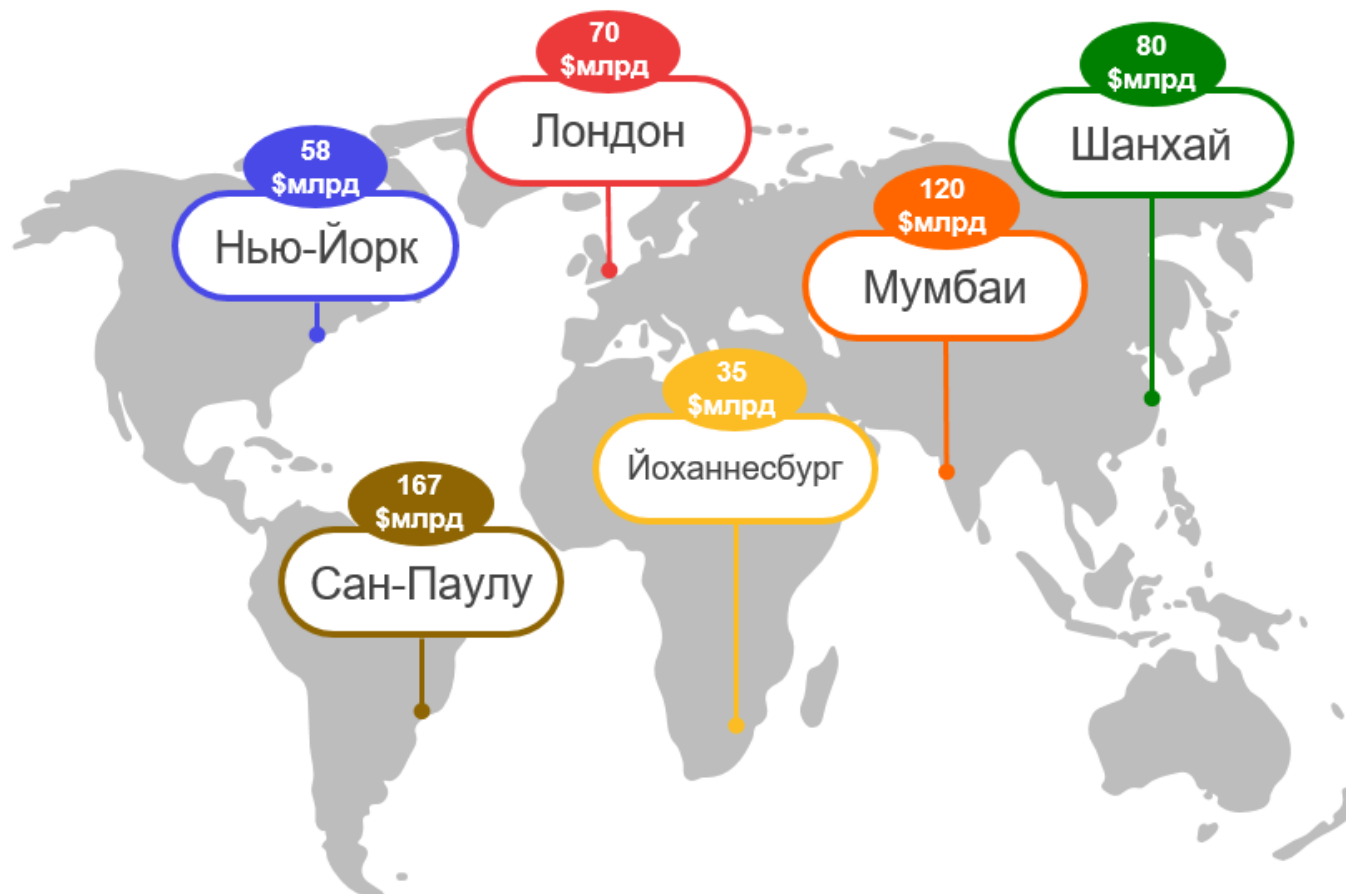 70
$млрд
Лондон
80
$млрд
Шанхай
58
$млрд
Нью-Йорк
120
$млрд
Мумбаи
35
$млрд
Йоханнесбург
167
$млрд
Сан-Паулу